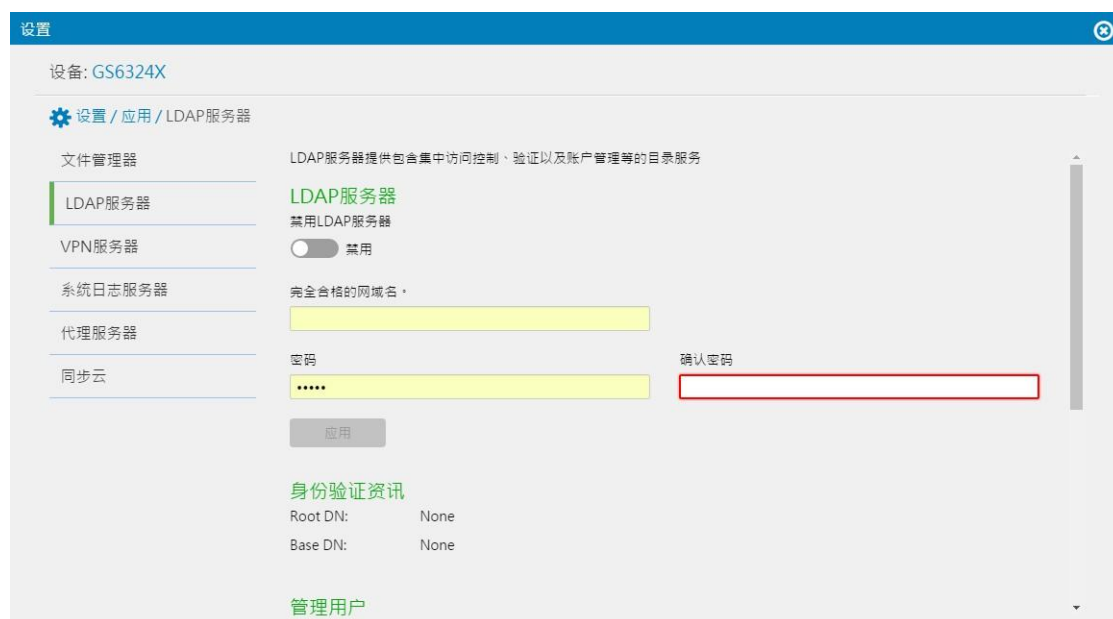 设置
设备: GS6324X
设置 / 应用 / LDAP服务器
文件管理器
LDAP服务器
VPN服务器
系统日志服务器
代理服务器
同步云
LDAP服务器提供包含集中访问控制、验证以及账户管理等的目录服务
LDAP服务器
禁用LDAP服务器
禁用
完全合格的网域名。
密码
确认密码
•••••
应用
身份验证资讯
Root DN: None
Base DN: None
管理用户